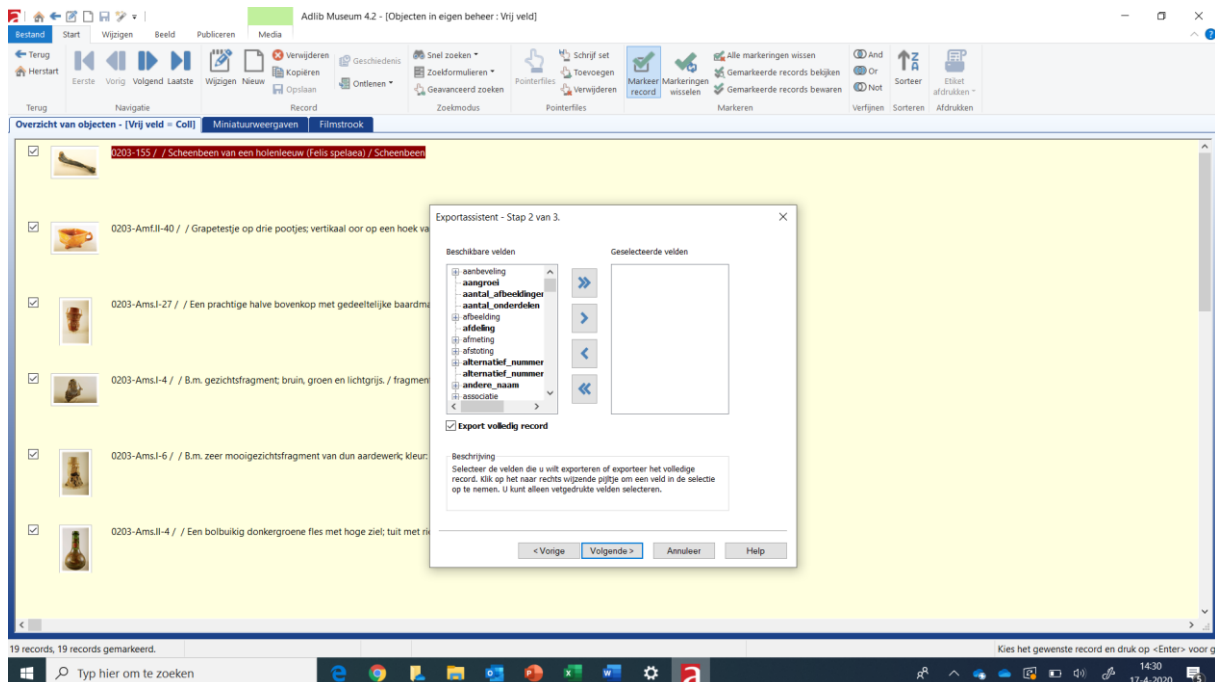 Adlib Museum 4.2 - [Objecten in eigen beheer : Vrij veld]
Bestand Start Wijzigen Beeld Publiceren Media
Terug
Herstart
Terug
Eerste Vorig Volgend Laatste
Navigatie
Wijzigen Nieuw
Verwijderen
Kopiëren
Opslaan
Geschiedenis
Ontlenen
Record
Snel zoeken
Zoekformulieren
Geavanceerd zoeken
Zoekmodus
Pointerfiles
Schrijf set
Toevoegen
Verwijderen
Pointerfiles
Markeer record
Markeringen wisselen
Alle markeringen wissen
Gemarkeerde records bekijken
Gemarkeerde records bewaren
Markeren
And
Or
Not
Verfijnen
Sorteer
Sorteren
Etiket afdrukken
Afdrukken
Overzicht van objecten - [Vrij veld = Coll] Miniatuurweergaven Filmstrook
0203-155 / / Scheenbeen van een holenleeuw (Felis spelaea) / Scheenbeen
0203-Amf.II-40 / / Grapetestje op drie pootjes; vertikaal oor op een hoek va
0203-Ams.I-27 / / Een prachtige halve bovenkop met gedeeltelijke baardma
0203-Ams.I-4 / / B.m. gezichtsfragment; bruin, groen en lichtgrijs. / fragmen
0203-Ams.I-6 / / B.m. zeer mooigezichtsfragment van dun aardewerk; kleur:
0203-Ams.II-4 / / Een bolbuikig donkergroene fles met hoge ziel; tuit met ri
Exportassistent - Stap 2 van 3.
Beschikbare velden
Geselecteerde velden
aanbeveling
aangroei
aantal_afbeeldinger
aantal_onderdelen
afbeelding
afdeling
afmeting
afstoting
alternatief_nummer
alternatief_nummer
andere_naam
associatie
Export volledig record
Beschrijving
Selecteer de velden die u wilt exporteren of exporteer het volledige
record. Klik op het naar rechts wijzende pijltje om een veld in de selectie
op te nemen. U kunt alleen vetgedrukte velden selecteren.
< Vorige Volgende > Annuleer Help
19 records, 19 records gemarkeerd.
Kies het gewenste record en druk op <Enter> voor g
Typ hier om te zoeken
14:30
17-4-2020